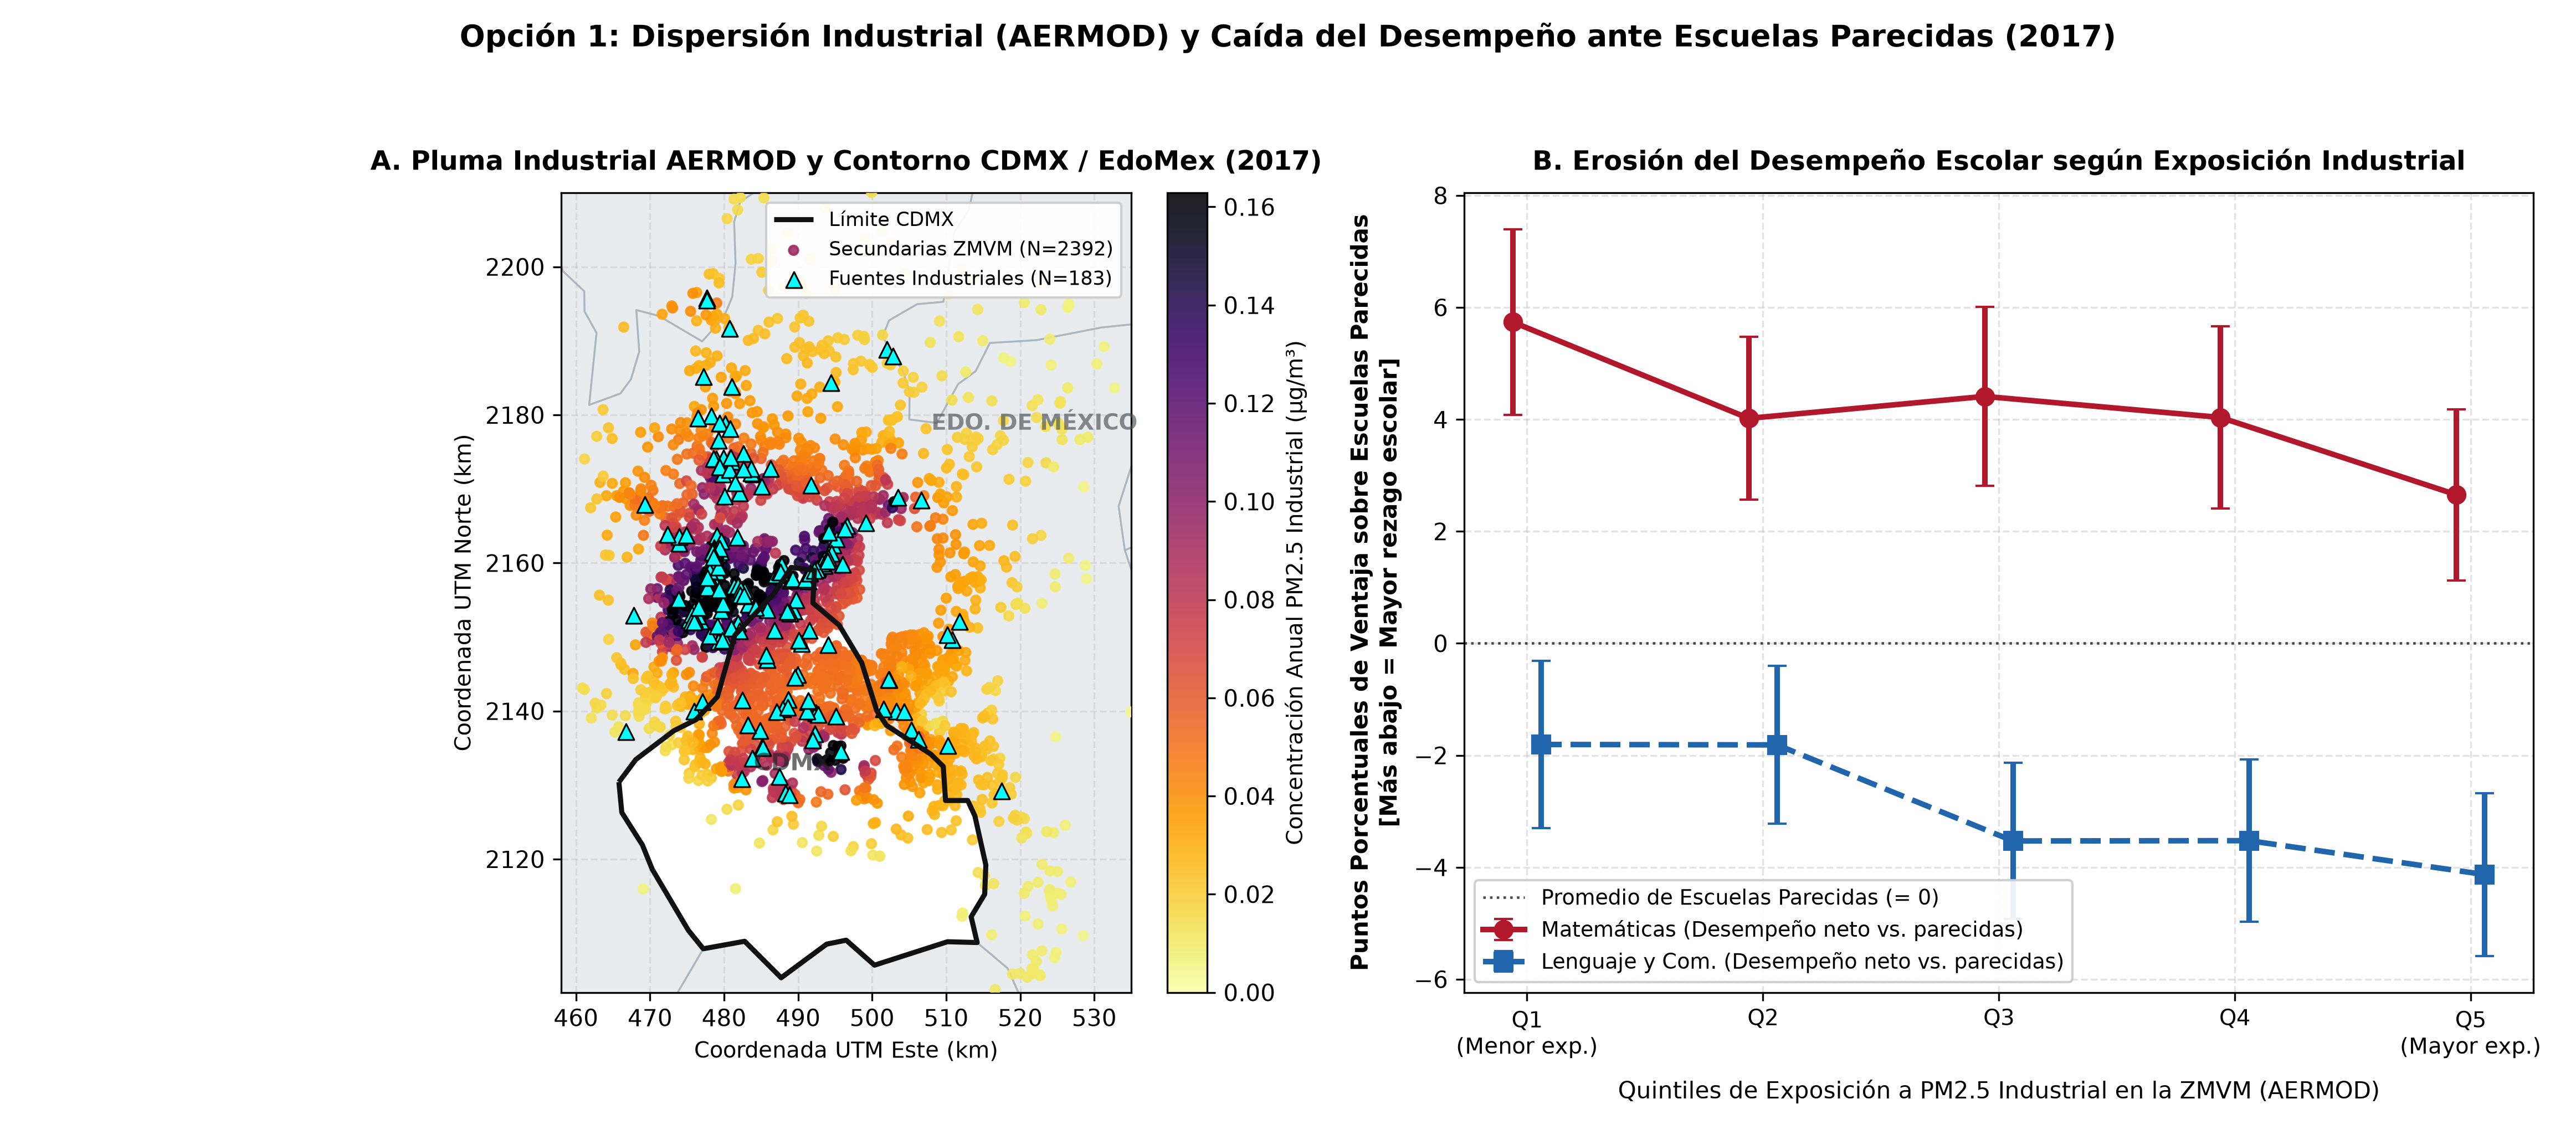 Opción 1: Dispersión Industrial (AERMOD) y Caída del Desempeño ante Escuelas Parecidas (2017)
A. Pluma Industrial AERMOD y Contorno CDMX / EdoMex (2017)
Límite CDMX
Secundarias ZMVM (N=2392)
Fuentes Industriales (N=183)
EDO. DE MÉXICO
CDMX
2200
2180
2160
2140
2120
Coordenada UTM Norte (km)
460 470 480 490 500 510 520 530
Coordenada UTM Este (km)
0.16
0.14
0.12
0.10
0.08
0.06
0.04
0.02
0.00
Concentración Anual PM2.5 Industrial (µg/m³)
B. Erosión del Desempeño Escolar según Exposición Industrial
Puntos Porcentuales de Ventaja sobre Escuelas Parecidas
[Más abajo = Mayor rezago escolar]
8
6
4
2
0
−2
−4
−6
Promedio de Escuelas Parecidas (= 0)
Matemáticas (Desempeño neto vs. parecidas)
Lenguaje y Com. (Desempeño neto vs. parecidas)
Q1 Q2 Q3 Q4 Q5
(Menor exp.) (Mayor exp.)
Quintiles de Exposición a PM2.5 Industrial en la ZMVM (AERMOD)